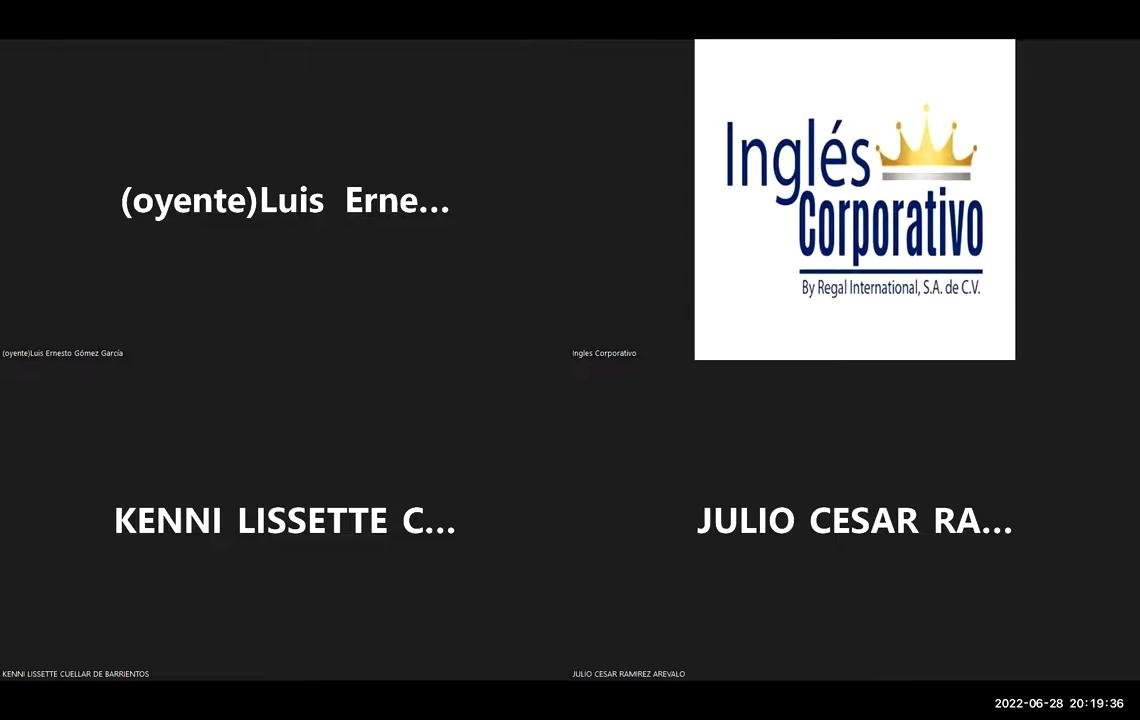 (oyente)Luis Erne...
(oyente)Luis Ernesto Gómez García
Inglés
Corporativo
By Regal International, S.A. de C.V.
Ingles Corporativo
KENNI LISSETTE C...
KENNI LISSETTE CUELLAR DE BARRIENTOS
JULIO CESAR RA...
JULIO CESAR RAMIREZ AREVALO
2022-06-28 20:19:36